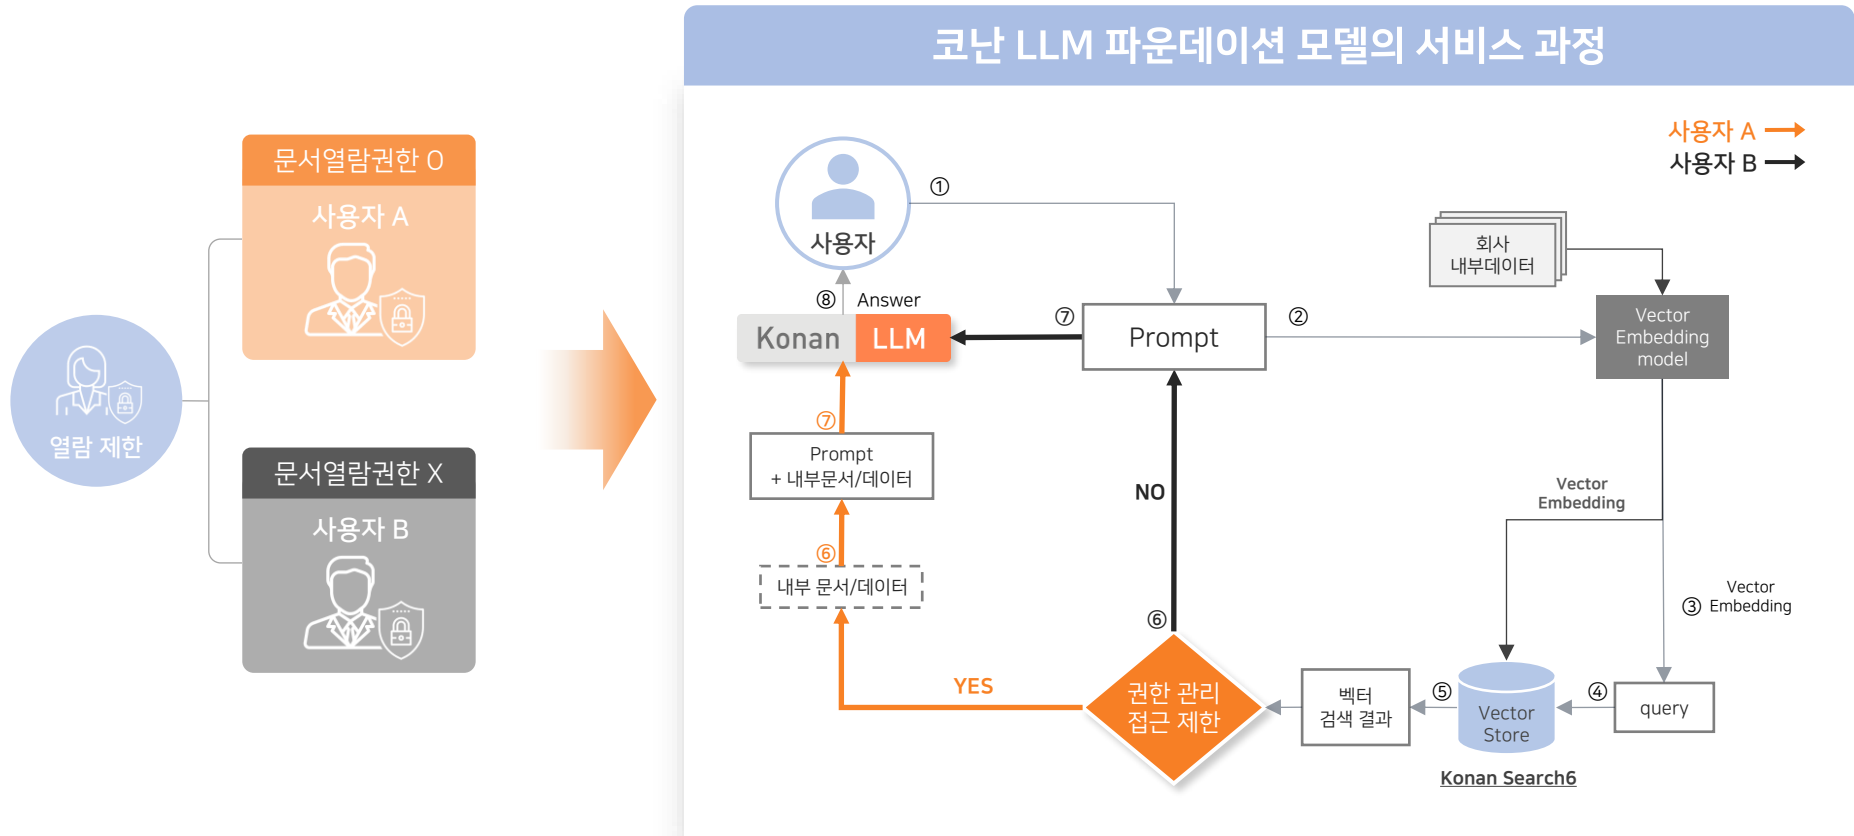 코난 LLM 파운데이션 모델의 서비스 과정
열람 제한
문서열람권한 O
사용자 A
문서열람권한 X
사용자 B
사용자 A
사용자 B
사용자
①
회사
내부데이터
⑧ Answer
Konan LLM
⑦
Prompt
②
Vector
Embedding
model
⑦
Prompt
+ 내부문서/데이터
NO
Vector
Embedding
⑥
내부 문서/데이터
③ Vector
Embedding
⑥
YES
권한 관리
접근 제한
벡터
검색 결과
⑤
Vector
Store
④
query
Konan Search6